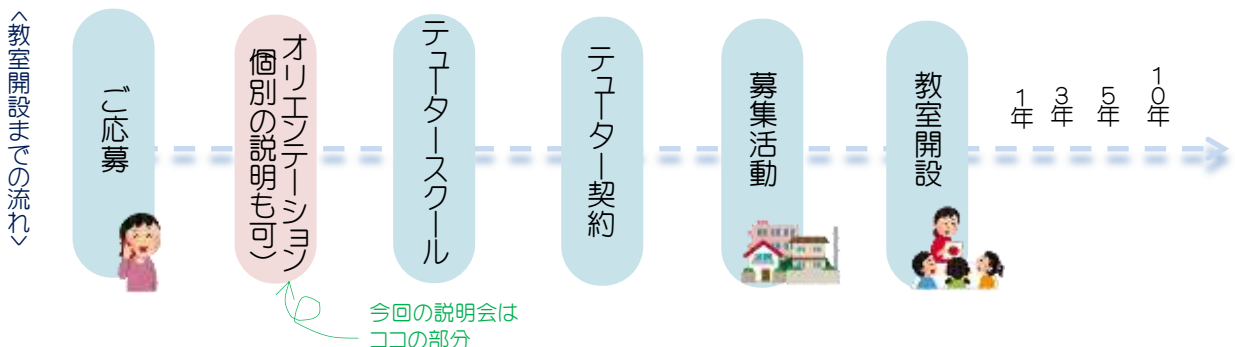 <教室開設までの流れ>
ご応募
オリエンテーション
個別の説明も可)
テュータースクール
テューター契約
募集活動
教室開設
1年
3年
5年
10年
今回の説明会は
ココの部分